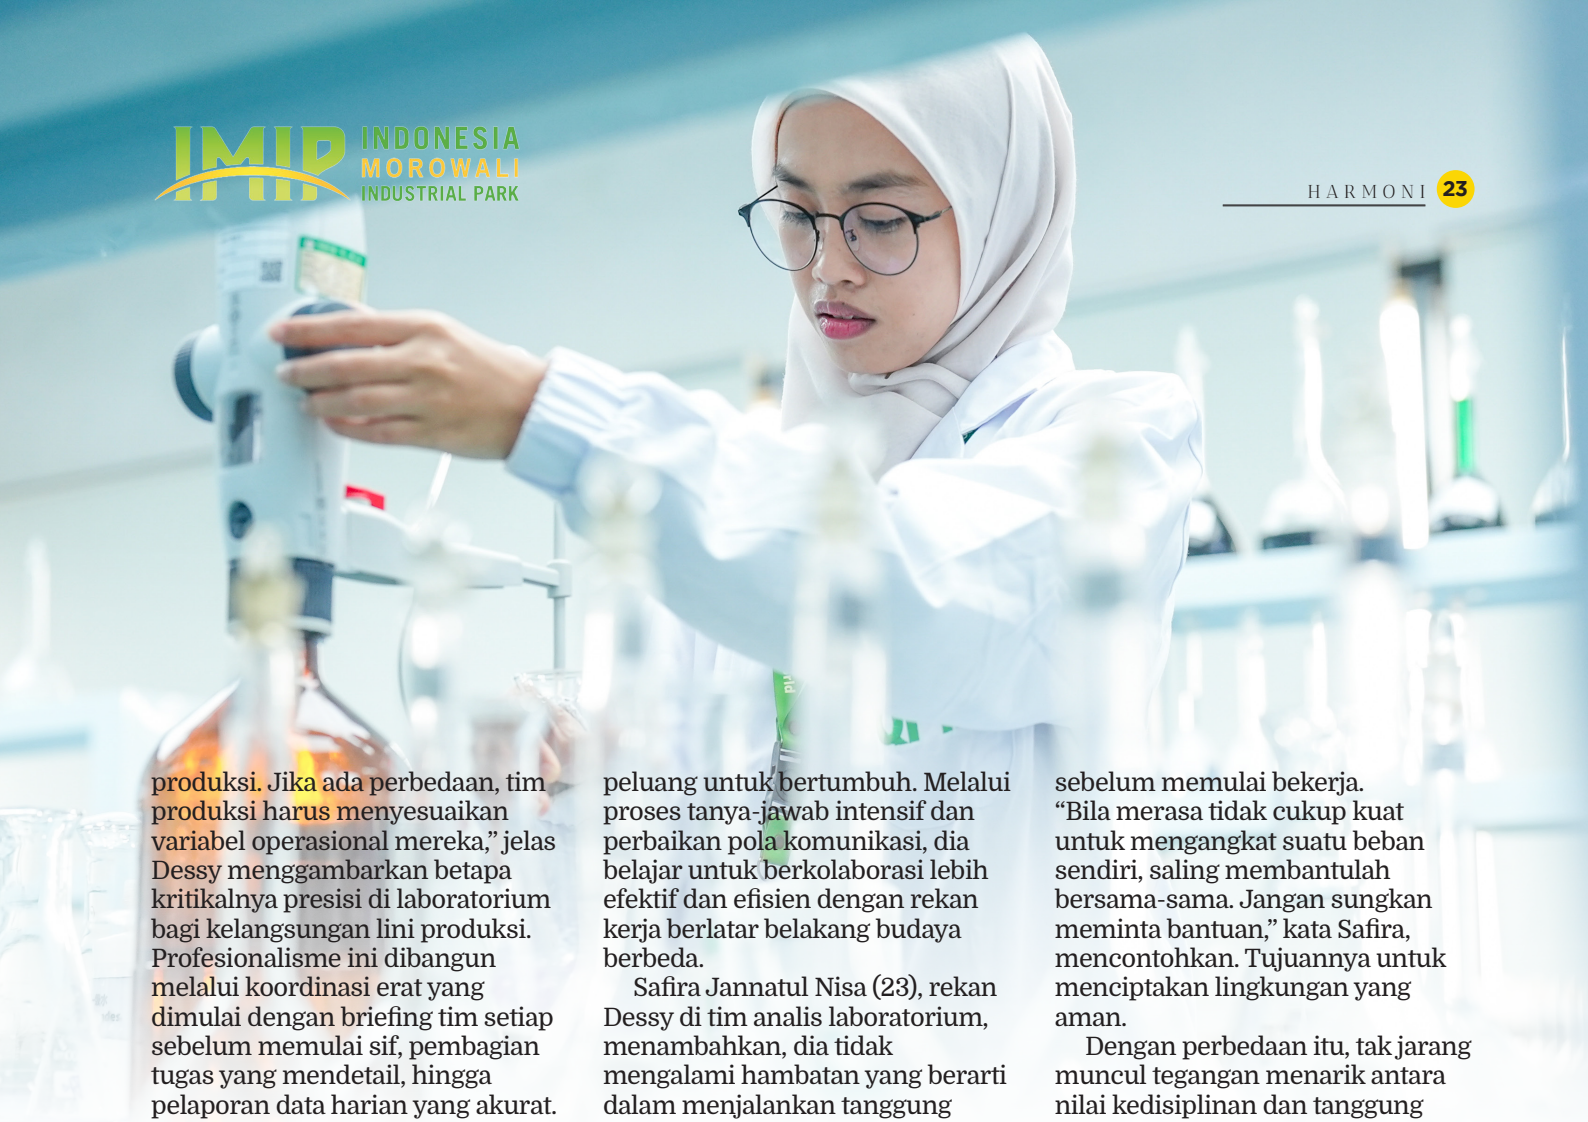 IMIP
INDONESIA
MOROWALI
INDUSTRIAL PARK
HARMONI 23
produksi. Jika ada perbedaan, tim
produksi harus menyesuaikan
variabel operasional mereka,” jelas
Dessy menggambarkan betapa
kritikalnya presisi di laboratorium
bagi kelangsungan lini produksi.
Profesionalisme ini dibangun
melalui koordinasi erat yang
dimulai dengan briefing tim setiap
sebelum memulai sif, pembagian
tugas yang mendetail, hingga
pelaporan data harian yang akurat.
peluang untuk bertumbuh. Melalui
proses tanya-jawab intensif dan
perbaikan pola komunikasi, dia
belajar untuk berkolaborasi lebih
efektif dan efisien dengan rekan
kerja berlatar belakang budaya
berbeda.
Safira Jannatul Nisa (23), rekan
Dessy di tim analis laboratorium,
menambahkan, dia tidak
mengalami hambatan yang berarti
dalam menjalankan tanggung
sebelum memulai bekerja.
“Bila merasa tidak cukup kuat
untuk mengangkat suatu beban
sendiri, saling membantulah
bersama-sama. Jangan sungkan
meminta bantuan,” kata Safira,
mencontohkan. Tujuannya untuk
menciptakan lingkungan yang
aman.
Dengan perbedaan itu, tak jarang
muncul tegangan menarik antara
nilai kedisiplinan dan tanggung